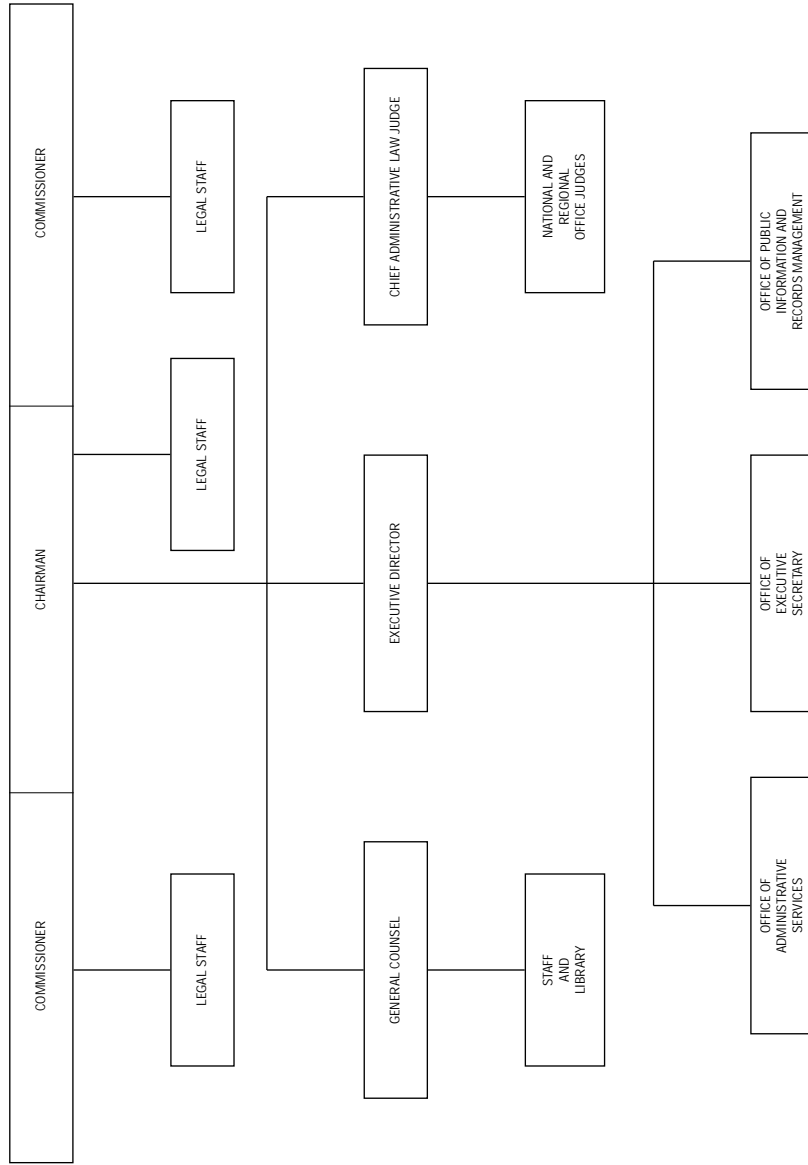 COMMISSIONER
CHAIRMAN
COMMISSIONER
LEGAL STAFF
LEGAL STAFF
LEGAL STAFF
GENERAL COUNSEL
EXECUTIVE DIRECTOR
CHIEF ADMINISTRATIVE LAW JUDGE
STAFF
AND
LIBRARY
NATIONAL AND
REGIONAL
OFFICE JUDGES
OFFICE OF
ADMINISTRATIVE
SERVICES
OFFICE OF
EXECUTIVE
SECRETARY
OFFICE OF PUBLIC
INFORMATION AND
RECORDS MANAGEMENT